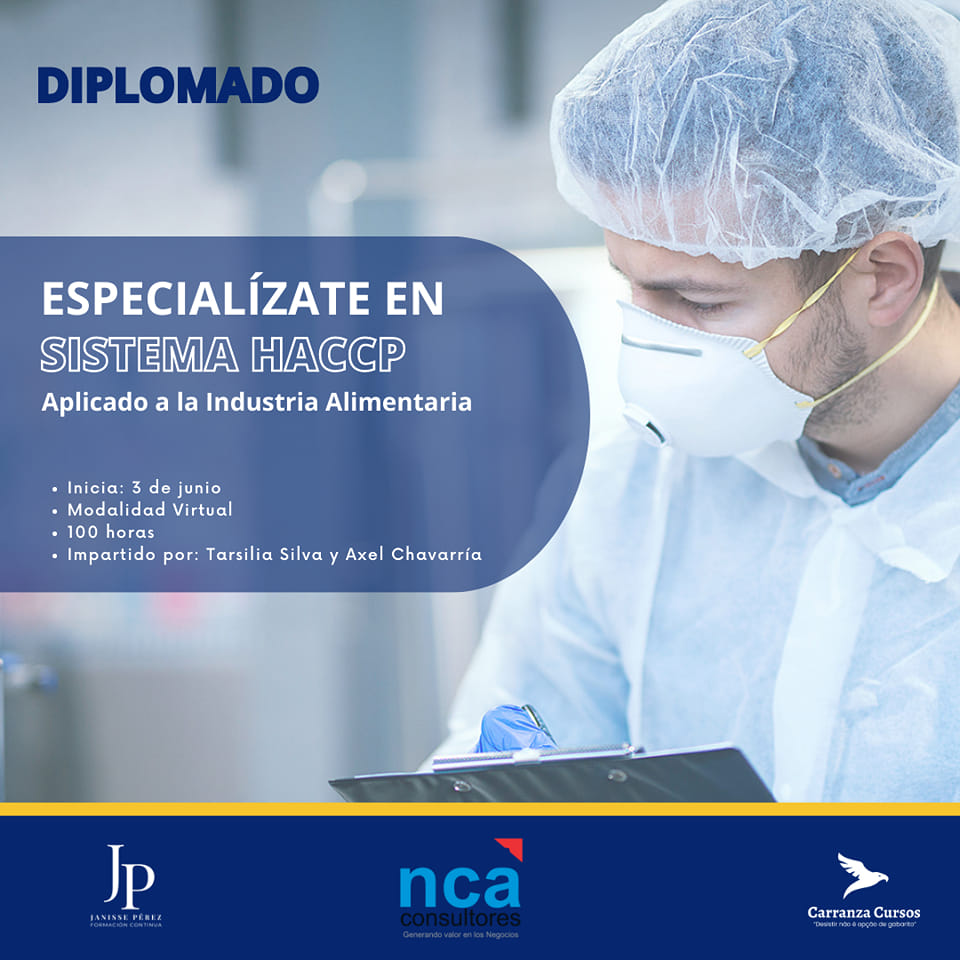 DIPLOMADO
ESPECIALÍZATE EN
SISTEMA HACCP
Aplicado a la Industria Alimentaria
• Inicia: 3 de junio
• Modalidad Virtual
• 100 horas
• Impartido por: Tarsilia Silva y Axel Chavarría
JP
JANISSE PÉREZ
FORMACIÓN CONTINUA
nca
consultores
Generando valor en los Negocios
Carranza Cursos
"Desistir não é opção de gabarito"